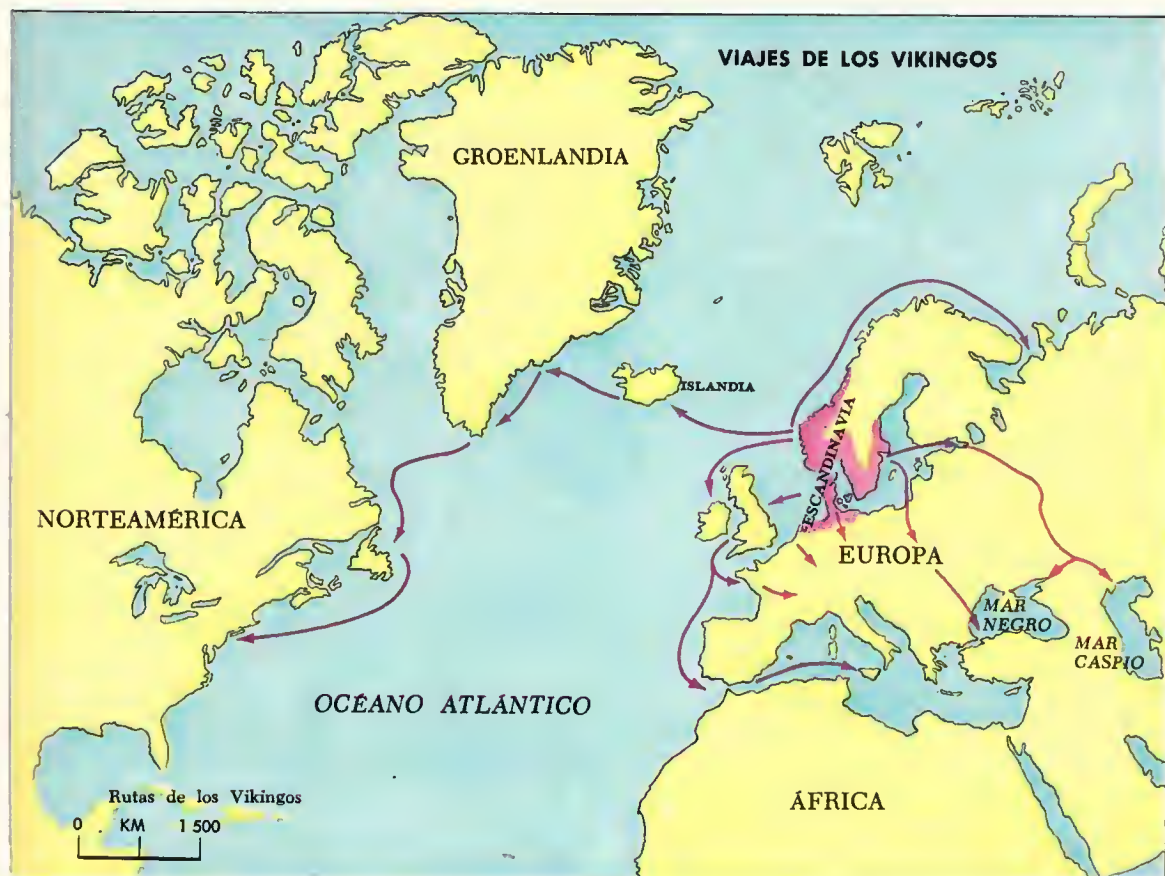 VIAJES DE LOS VIKINGOS
GROENLANDIA
ISLANDIA
ESCANDINAVIA
NORTEAMÉRICA
EUROPA
MAR
NEGRO
MAR
CASPIO
OCÉANO ATLÁNTICO
ÁFRICA
Rutas de los Vikingos
0 KM 1 500